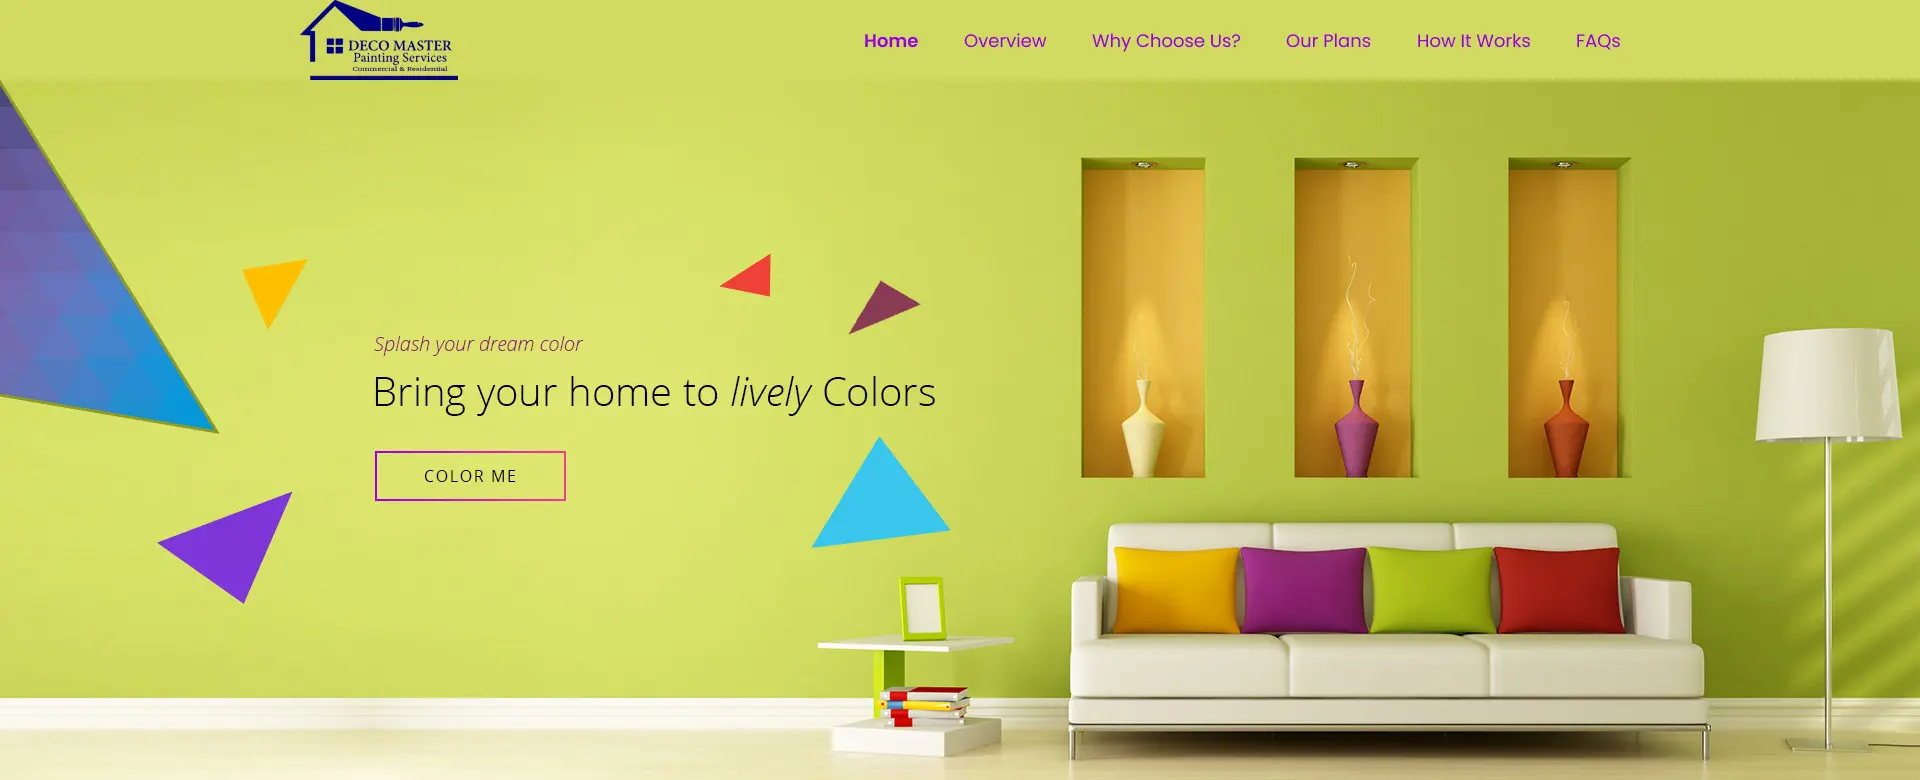 DECO MASTER
Painting Services
Commercial & Residential
Home Overview Why Choose Us? Our Plans How It Works FAQs
Splash your dream color
Bring your home to lively Colors
COLOR ME